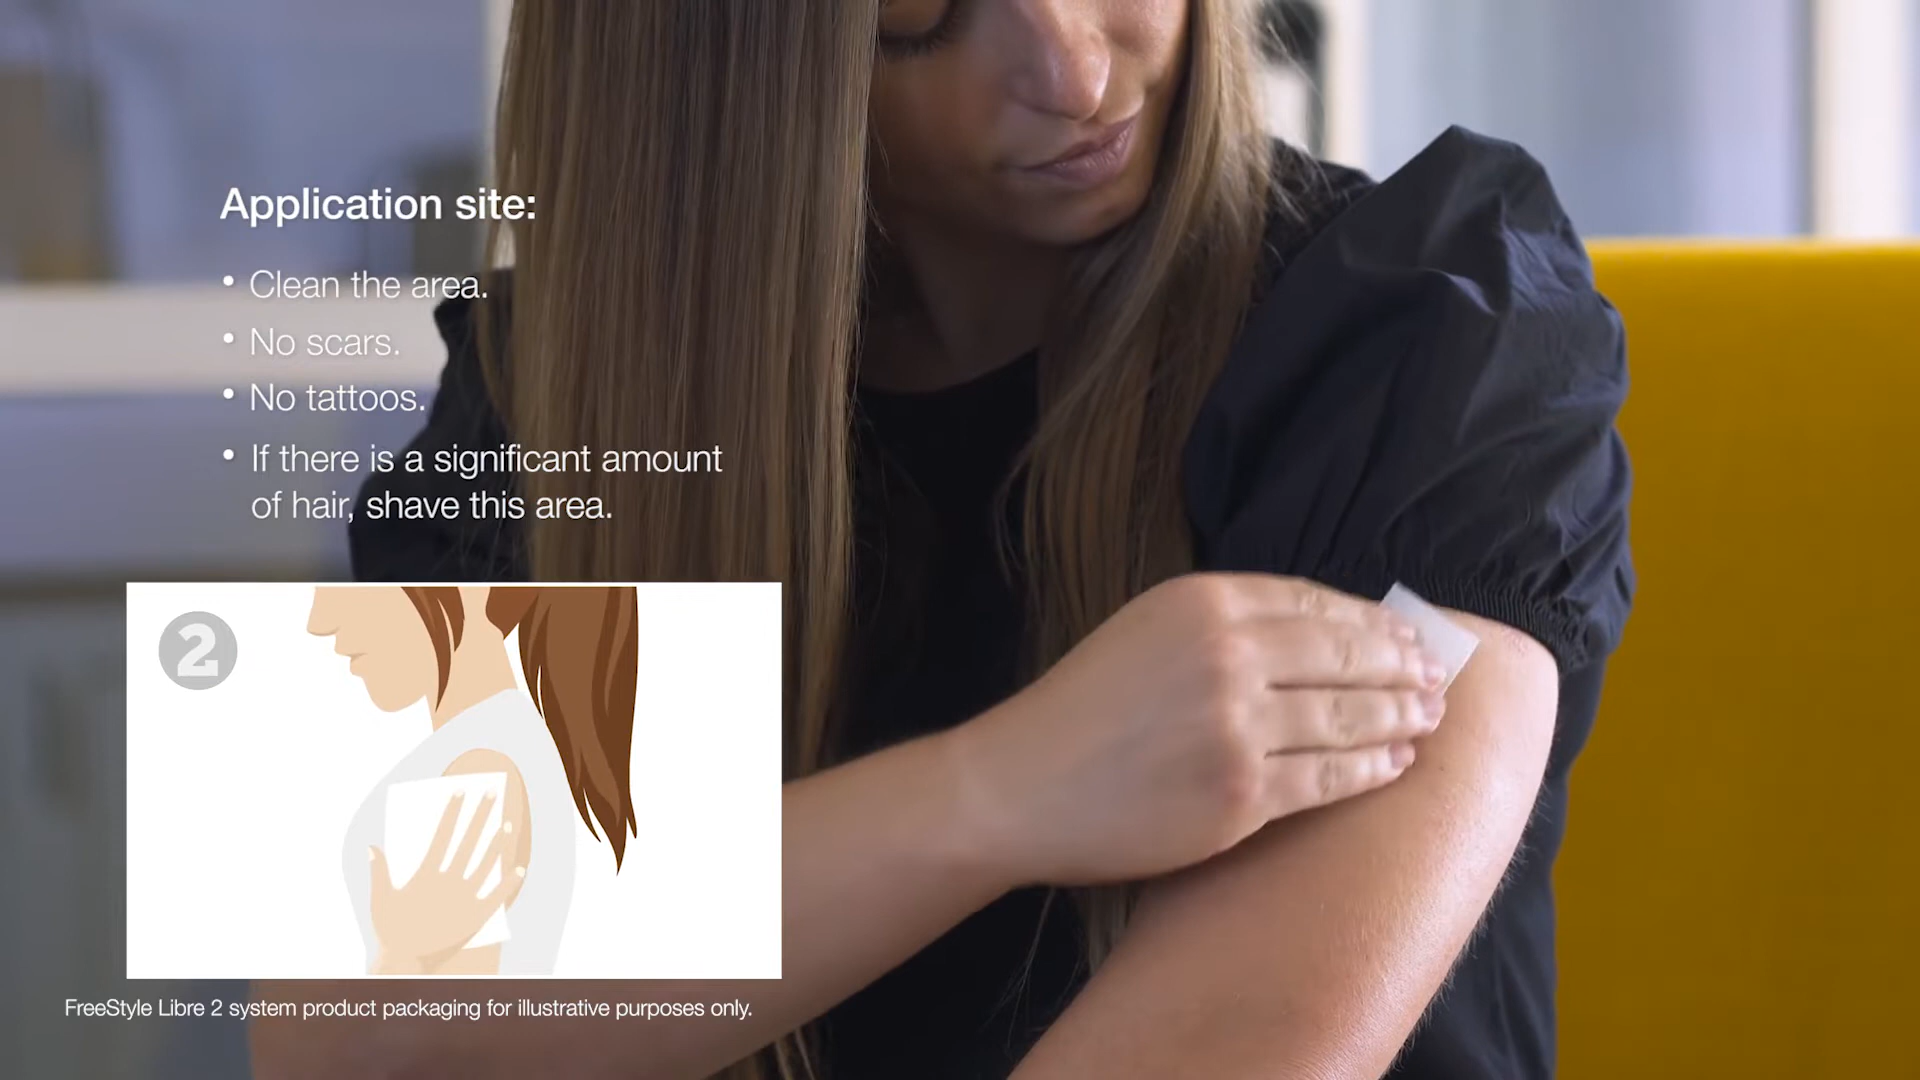 Application site:
• Clean the area.
• No scars.
• No tattoos.
• If there is a significant amount
of hair, shave this area.
2
FreeStyle Libre 2 system product packaging for illustrative purposes only.